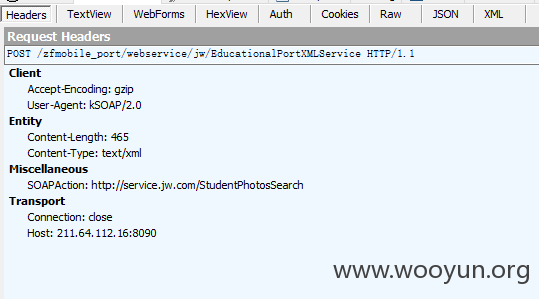 Headers TextView WebForms HexView Auth Cookies Raw JSON XML
Request Headers
POST /zfmobile_port/webservice/jw/EducationalPortXMLService HTTP/1.1
Client
Accept-Encoding: gzip
User-Agent: kSOAP/2.0
Entity
Content-Length: 465
Content-Type: text/xml
Miscellaneous
SOAPAction: http://service.jw.com/StudentPhotosSearch
Transport
Connection: close
Host: 211.64.112.16:8090
www.wooyun.org